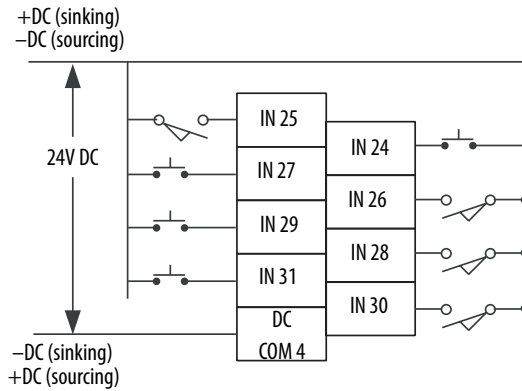 +DC (sinking)
–DC (sourcing)
24V DC
IN 25
IN 24
IN 27
IN 26
IN 29
IN 28
IN 31
IN 30
DC
COM 4
–DC (sinking)
+DC (sourcing)